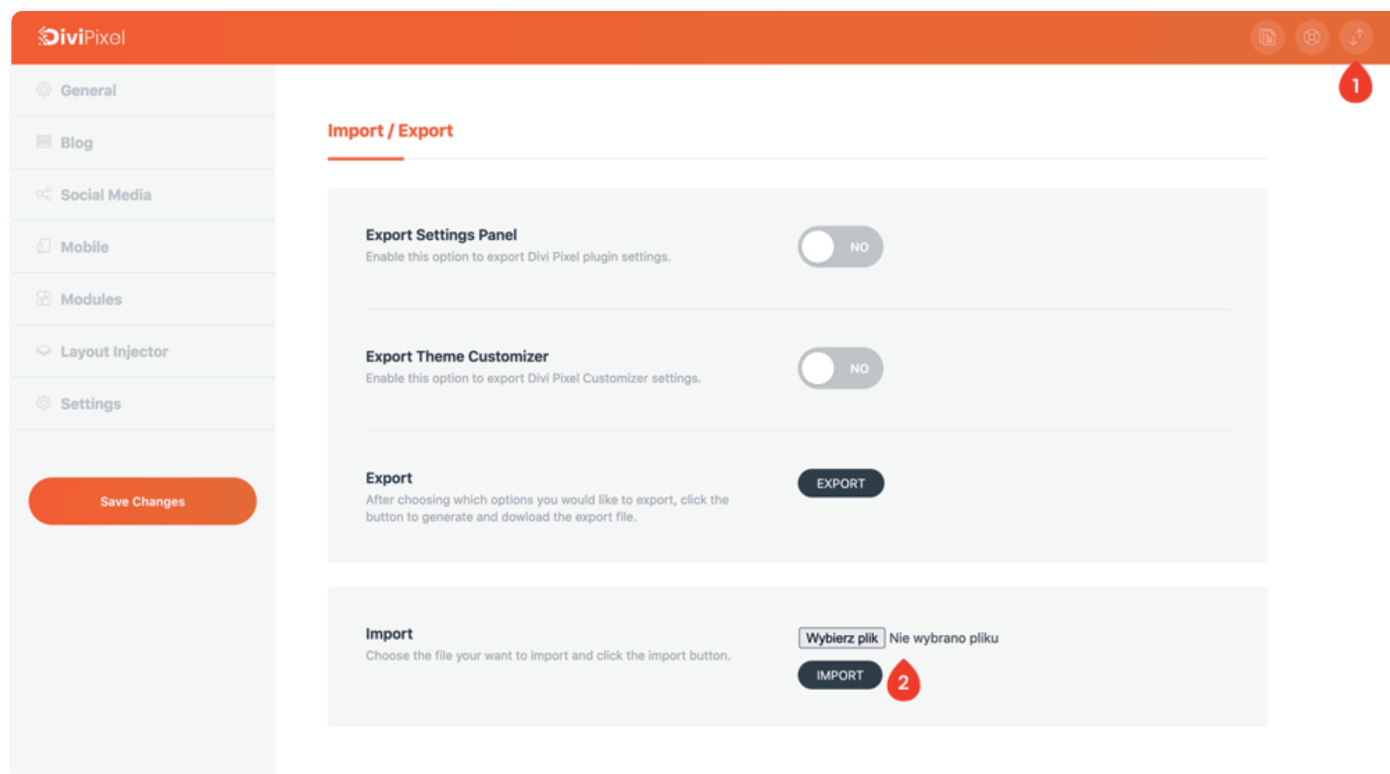 DiviPixel
1
General
Blog
Social Media
Mobile
Modules
Layout Injector
Settings
Save Changes
Import / Export
Export Settings Panel
Enable this option to export Divi Pixel plugin settings.
NO
Export Theme Customizer
Enable this option to export Divi Pixel Customizer settings.
NO
Export
After choosing which options you would like to export, click the
button to generate and dowload the export file.
EXPORT
Import
Choose the file your want to import and click the import button.
Wybierz plik Nie wybrano pliku
IMPORT
2